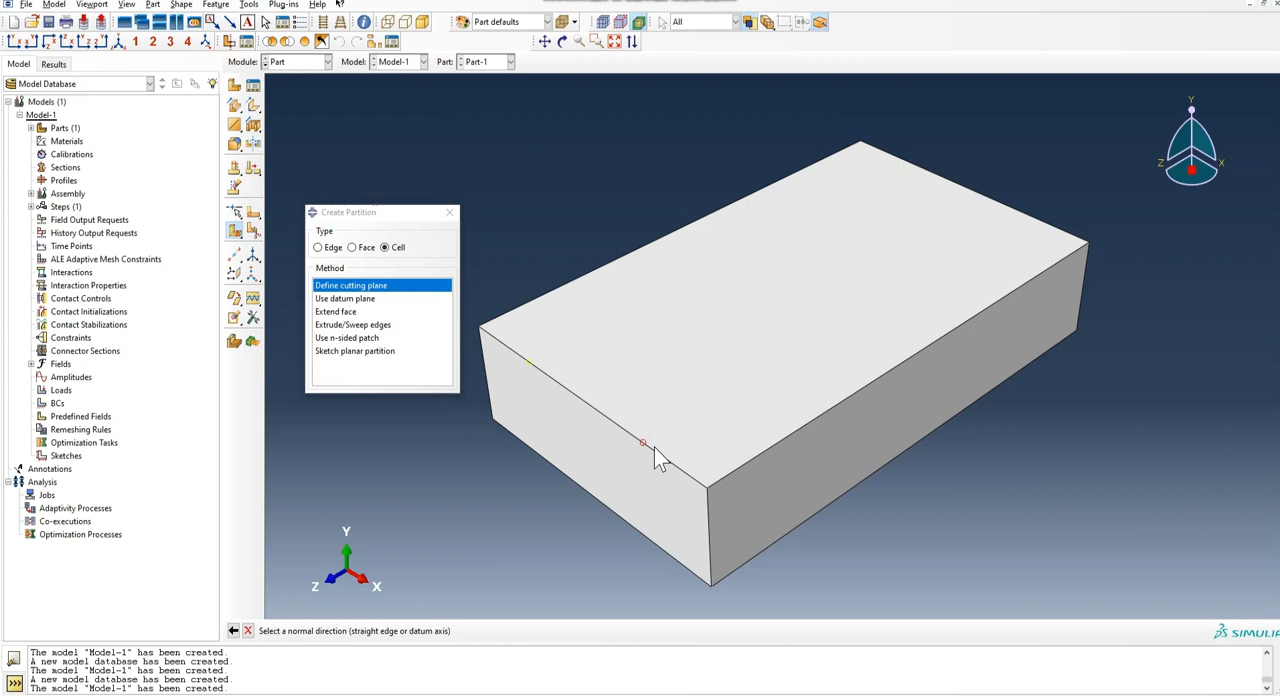 File Model Viewport View Part Shape Feature Tools Plug-ins Help
Part defaults
All
1 2 3 4
Model Results
Module: Part Model: Model-1 Part: Part-1
Model Database
Models (1)
Model-1
Parts (1)
Materials
Calibrations
Sections
Profiles
Assembly
Steps (1)
Field Output Requests
History Output Requests
Time Points
ALE Adaptive Mesh Constraints
Interactions
Interaction Properties
Contact Controls
Contact Initializations
Contact Stabilizations
Constraints
Connector Sections
Fields
Amplitudes
Loads
BCs
Predefined Fields
Remeshing Rules
Optimization Tasks
Sketches
Annotations
Analysis
Jobs
Adaptivity Processes
Co-executions
Optimization Processes
Create Partition
Type
Edge Face Cell
Method
Define cutting plane
Use datum plane
Extend face
Extrude/Sweep edges
Use n-sided patch
Sketch planar partition
Y
Z X
Y
Z X
Select a normal direction (straight edge or datum axis)
SIMULIA
The model "Model-1" has been created.
A new model database has been created.
The model "Model-1" has been created.
A new model database has been created.
The model "Model-1" has been created.